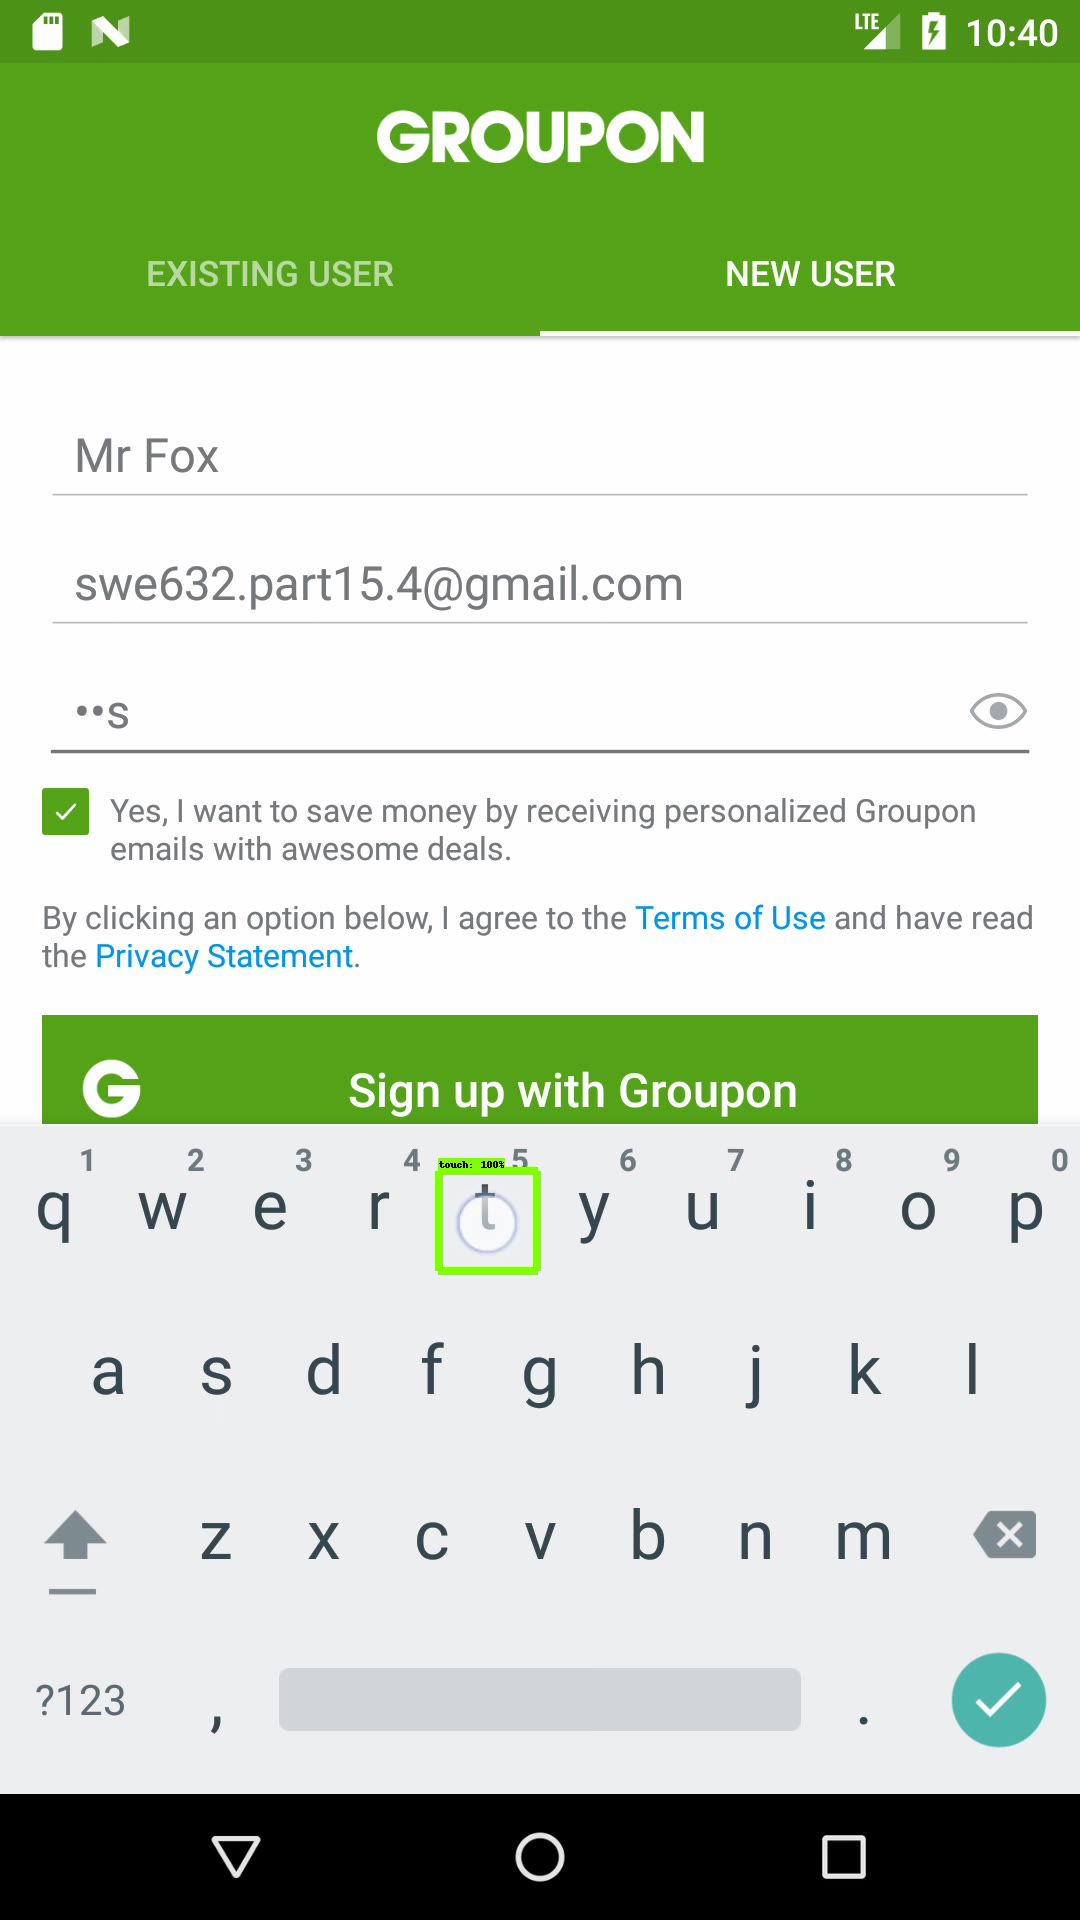 LTE 10:40
GROUPON
EXISTING USER NEW USER
Mr Fox
swe632.part15.4@gmail.com
••s
Yes, I want to save money by receiving personalized Groupon
emails with awesome deals.
By clicking an option below, I agree to the Terms of Use and have read
the Privacy Statement.
G Sign up with Groupon
1 2 3 4 5 6 7 8 9 0
touch: 100%
q w e r t y u i o p
a s d f g h j k l
z x c v b n m
?123 , .